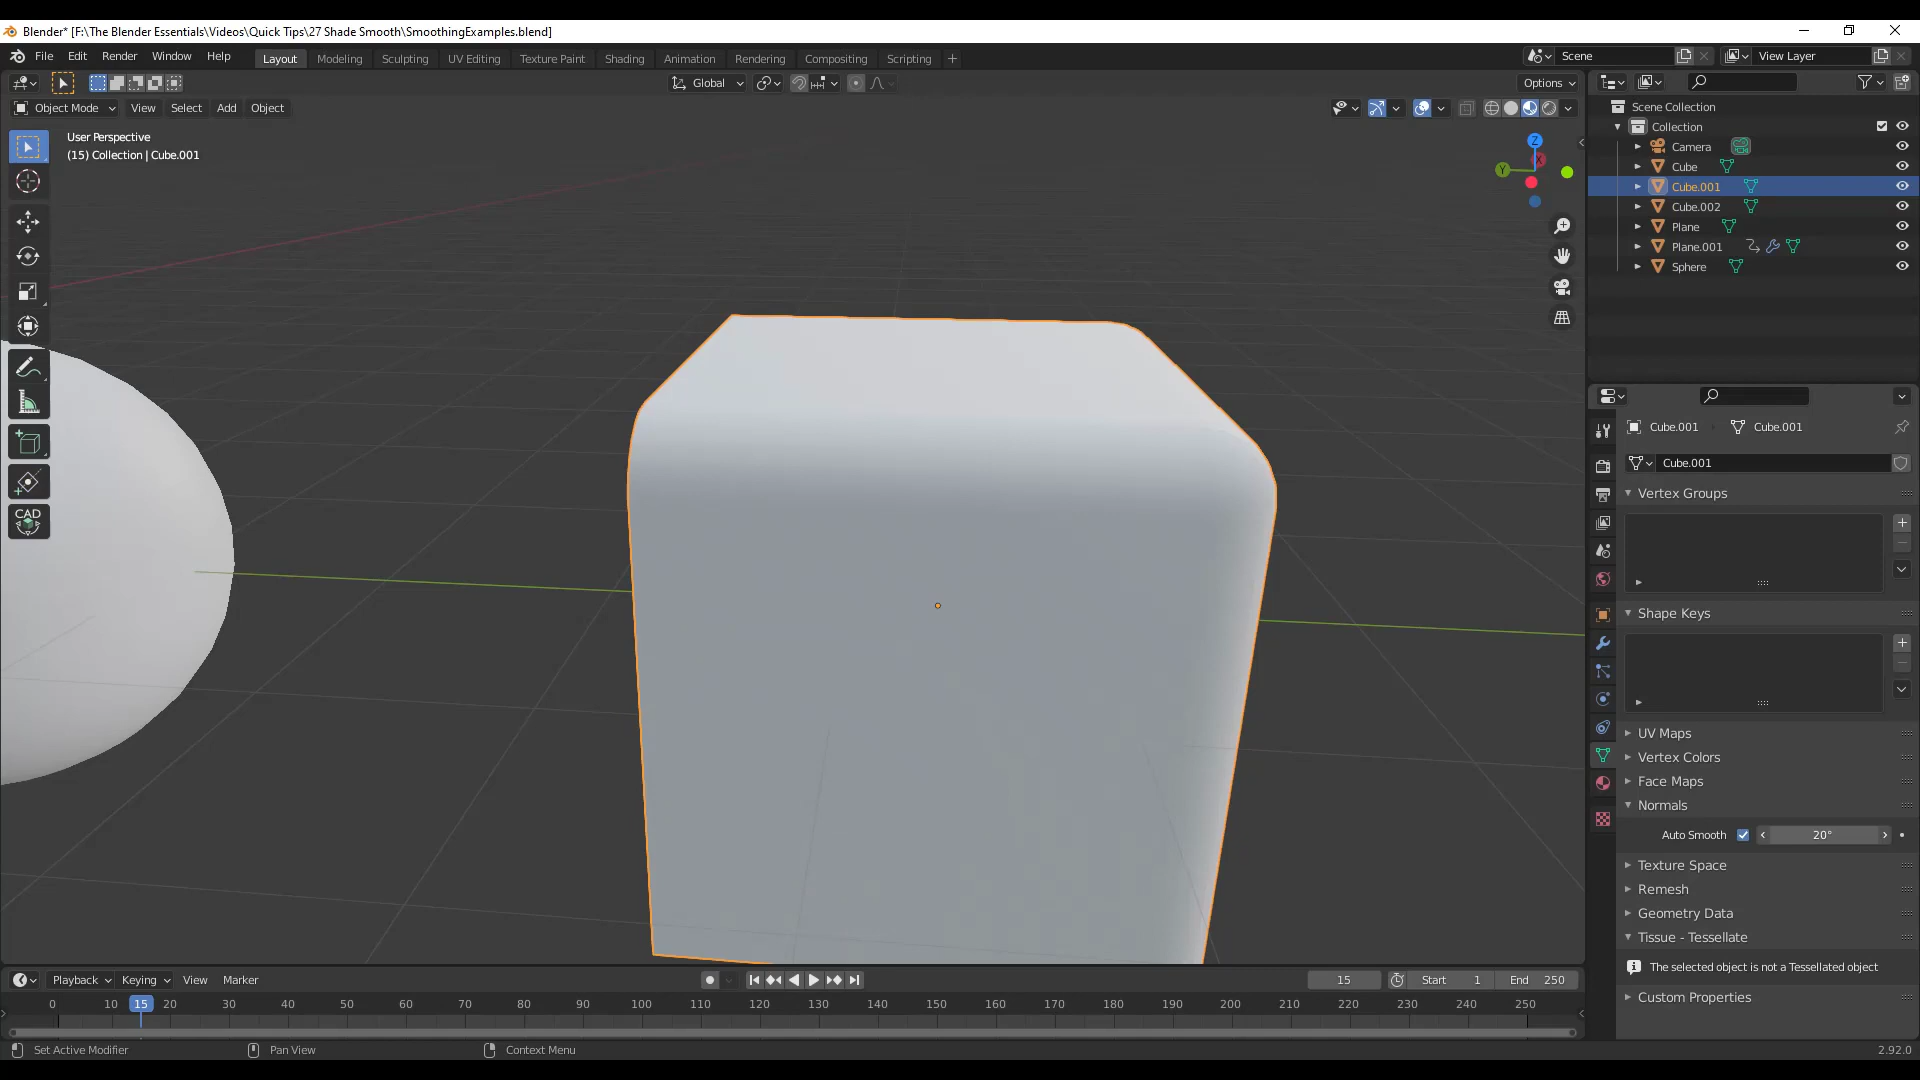 Blender* [F:\The Blender Essentials\Videos\Quick Tips\27 Shade Smooth\SmoothingExamples.blend]
File Edit Render Window Help
Layout Modeling Sculpting UV Editing Texture Paint Shading Animation Rendering Compositing Scripting +
Scene
View Layer
Global
Options
Object Mode View Select Add Object
User Perspective
(15) Collection | Cube.001
CAD
Z
X
Y
Scene Collection
Collection
Camera
Cube
Cube.001
Cube.002
Plane
Plane.001
Sphere
Cube.001 Cube.001
Cube.001
Vertex Groups
Shape Keys
UV Maps
Vertex Colors
Face Maps
Normals
Auto Smooth 20°
Texture Space
Remesh
Geometry Data
Tissue - Tessellate
The selected object is not a Tessellated object
Custom Properties
Playback Keying View Marker
15 Start 1 End 250
0 10 15 20 30 40 50 60 70 80 90 100 110 120 130 140 150 160 170 180 190 200 210 220 230 240 250
Set Active Modifier Pan View Context Menu
2.92.0